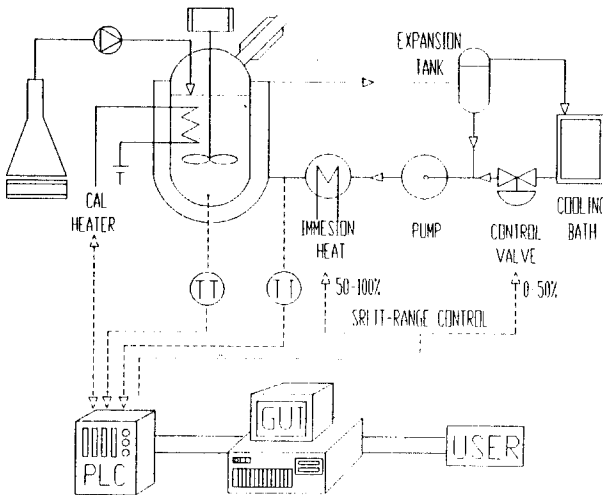 EXPANSION
TANK
CAL
HEATER
IMMESION
HEAT
PUMP
CONTROL
VALVE
COOLING
BATH
TT
TT
50-100%
0-50%
SPLIT-RANGE CONTROL
GUI
PLC
USER